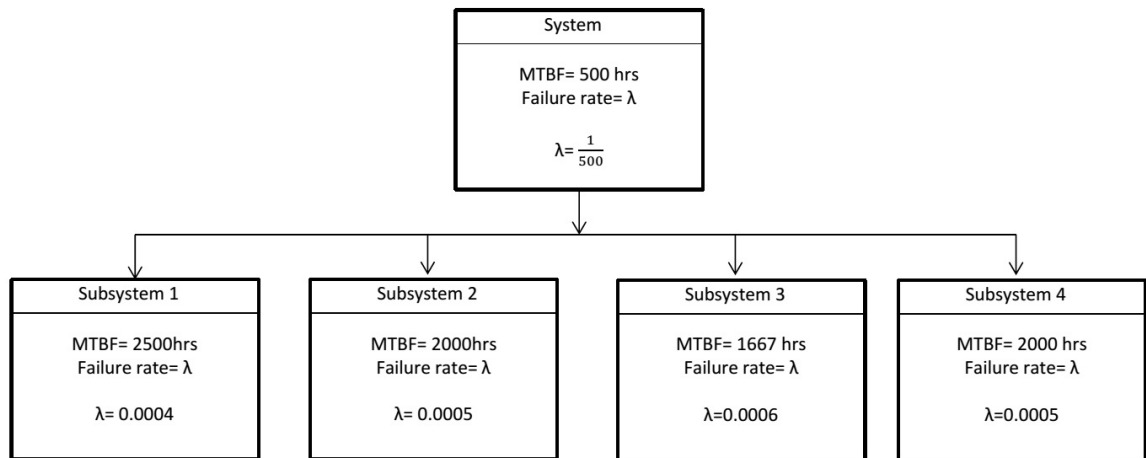 System
MTBF= 500 hrs
Failure rate= λ
λ= 1/500
Subsystem 1
MTBF= 2500hrs
Failure rate= λ
λ= 0.0004
Subsystem 2
MTBF= 2000hrs
Failure rate= λ
λ= 0.0005
Subsystem 3
MTBF= 1667 hrs
Failure rate= λ
λ=0.0006
Subsystem 4
MTBF= 2000 hrs
Failure rate= λ
λ=0.0005